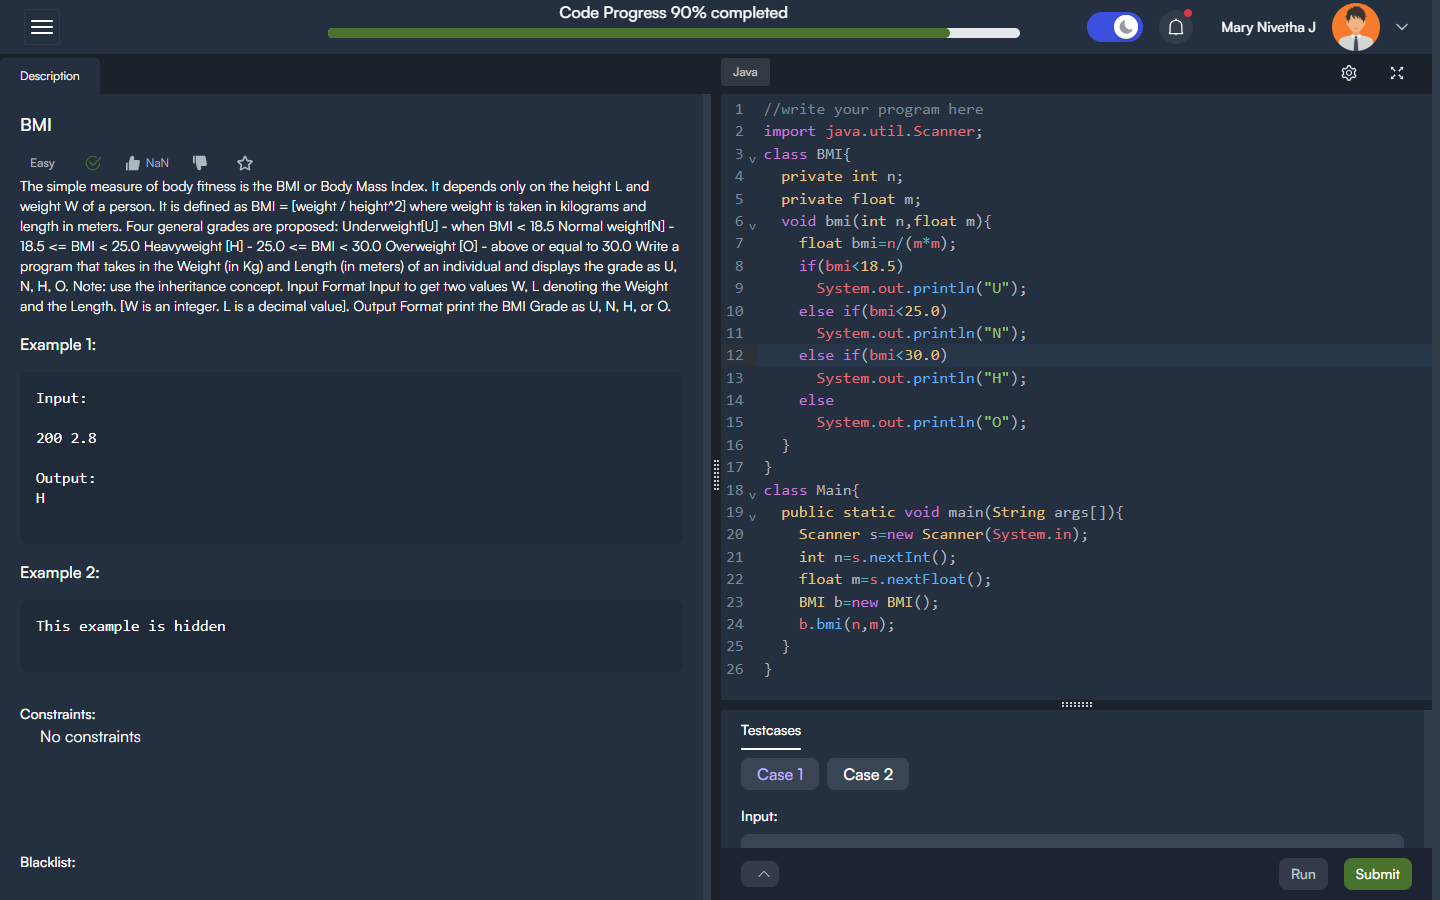 Code Progress 90% completed
Mary Nivetha J
Description
BMI
Easy
NaN
The simple measure of body fitness is the BMI or Body Mass Index. It depends only on the height L and
weight W of a person. It is defined as BMI = [weight / height^2] where weight is taken in kilograms and
length in meters. Four general grades are proposed: Underweight[U] - when BMI < 18.5 Normal weight[N] -
18.5 <= BMI < 25.0 Heavyweight [H] - 25.0 <= BMI < 30.0 Overweight [O] - above or equal to 30.0 Write a
program that takes in the Weight (in Kg) and Length (in meters) of an individual and displays the grade as U,
N, H, O. Note: use the inheritance concept. Input Format Input to get two values W, L denoting the Weight
and the Length. [W is an integer. L is a decimal value]. Output Format print the BMI Grade as U, N, H, or O.
Example 1:
Input:
200 2.8
Output:
H
Example 2:
This example is hidden
Constraints:
No constraints
Blacklist:
Java
1 //write your program here
2 import java.util.Scanner;
3 class BMI{
4 private int n;
5 private float m;
6 void bmi(int n,float m){
7 float bmi=n/(m*m);
8 if(bmi<18.5)
9 System.out.println("U");
10 else if(bmi<25.0)
11 System.out.println("N");
12 else if(bmi<30.0)
13 System.out.println("H");
14 else
15 System.out.println("O");
16 }
17 }
18 class Main{
19 public static void main(String args[]){
20 Scanner s=new Scanner(System.in);
21 int n=s.nextInt();
22 float m=s.nextFloat();
23 BMI b=new BMI();
24 b.bmi(n,m);
25 }
26 }
Testcases
Case 1
Case 2
Input:
Run
Submit